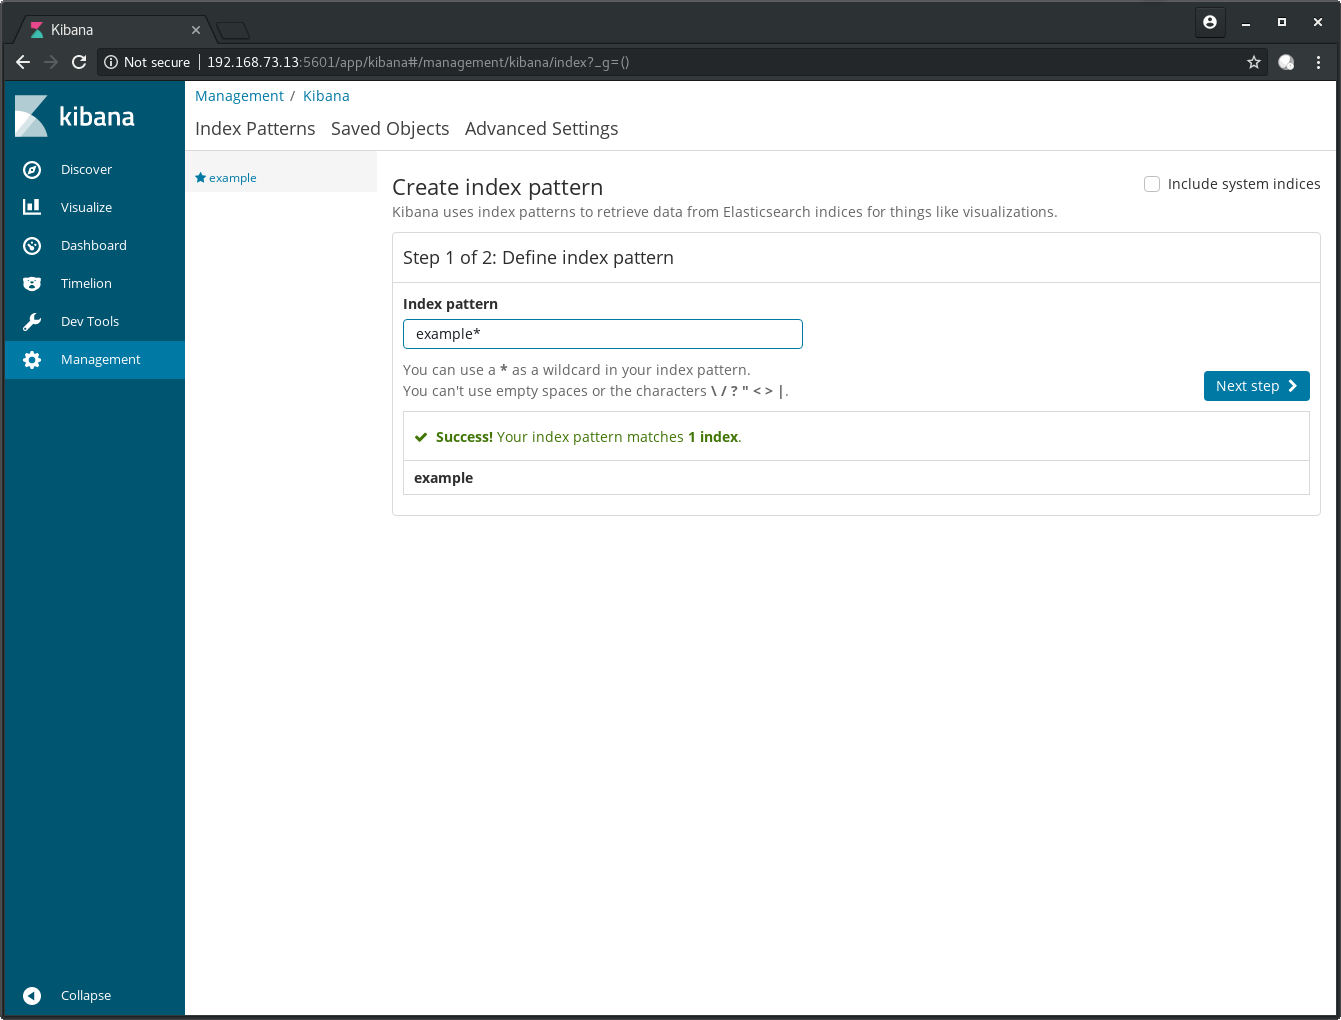 Kibana
Not secure | 192.168.73.13:5601/app/kibana#/management/kibana/index?_g=()
kibana
Discover
Visualize
Dashboard
Timelion
Dev Tools
Management
Collapse
Management / Kibana
Index Patterns Saved Objects Advanced Settings
example
Create index pattern
Include system indices
Kibana uses index patterns to retrieve data from Elasticsearch indices for things like visualizations.
Step 1 of 2: Define index pattern
Index pattern
example*
You can use a * as a wildcard in your index pattern.
You can't use empty spaces or the characters \ / ? " < > |.
Next step
Success! Your index pattern matches 1 index.
example